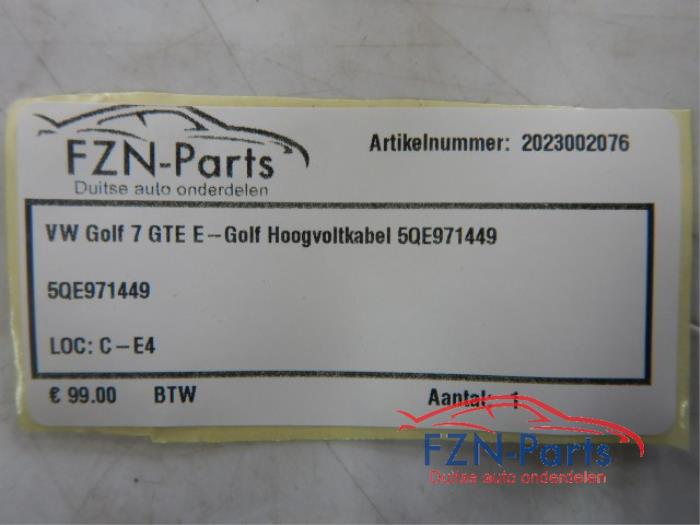 FZN-Parts
Duitse auto onderdelen
Artikelnummer: 2023002076
VW Golf 7 GTE E-Golf Hoogvoltkabel 5QE971449
5QE971449
LOC: C-E4
€ 99.00 BTW Aantal: 1
FZN-Parts
Duitse auto onderdelen